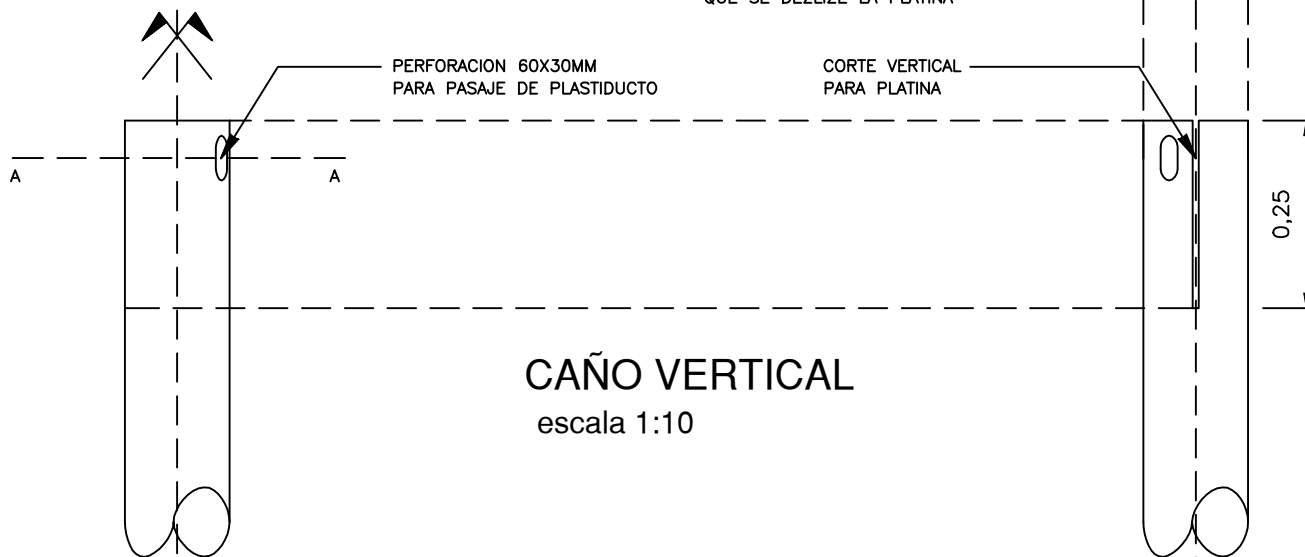 QUE SE DEZLIZE LA PLATINA
PERFORACION 60X30MM
PARA PASAJE DE PLASTIDUCTO
CORTE VERTICAL
PARA PLATINA
A
A
0,25
CAÑO VERTICAL
escala 1:10